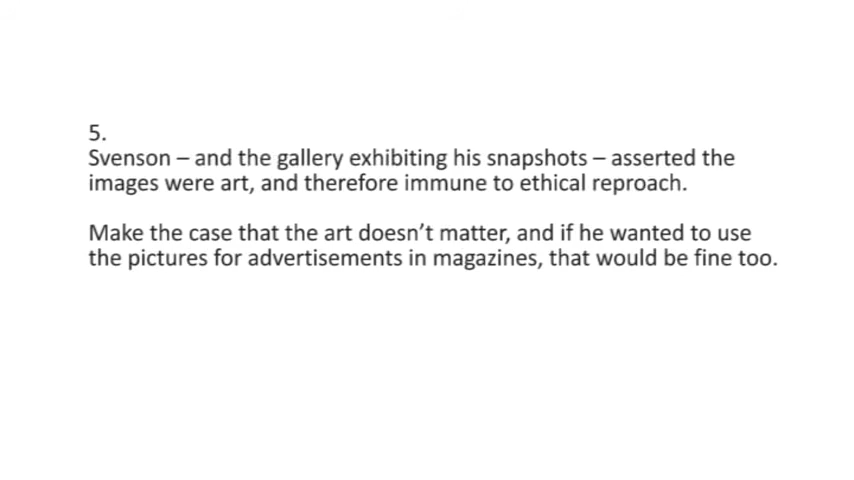 5.
Svenson – and the gallery exhibiting his snapshots – asserted the
images were art, and therefore immune to ethical reproach.
Make the case that the art doesn’t matter, and if he wanted to use
the pictures for advertisements in magazines, that would be fine too.